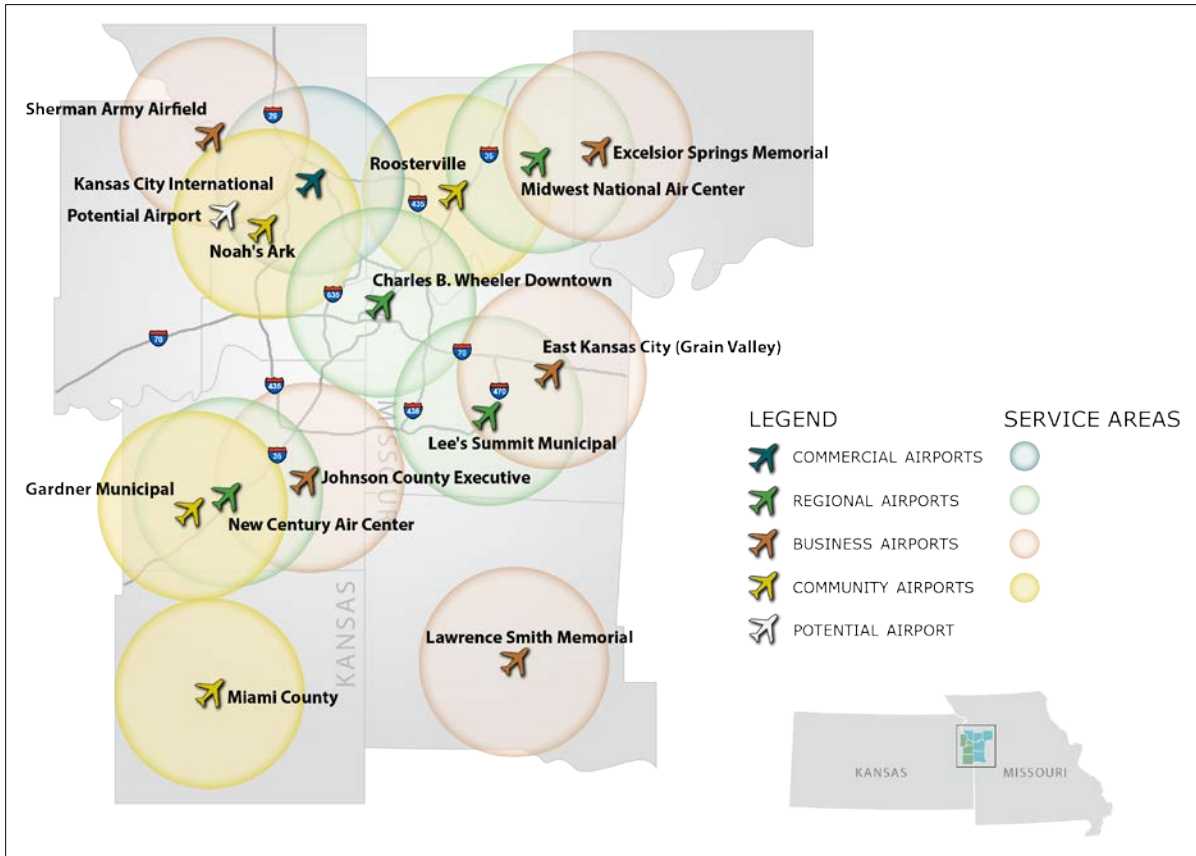 Sherman Army Airfield
29
Kansas City International
Potential Airport
Noah's Ark
Roosterville
435
35
Excelsior Springs Memorial
Midwest National Air Center
Charles B. Wheeler Downtown
635
70
70
East Kansas City (Grain Valley)
435
470
435
Lee's Summit Municipal
MISSOURI
35
Johnson County Executive
Gardner Municipal
New Century Air Center
KANSAS
Lawrence Smith Memorial
Miami County
LEGEND
SERVICE AREAS
COMMERCIAL AIRPORTS
REGIONAL AIRPORTS
BUSINESS AIRPORTS
COMMUNITY AIRPORTS
POTENTIAL AIRPORT
KANSAS
MISSOURI